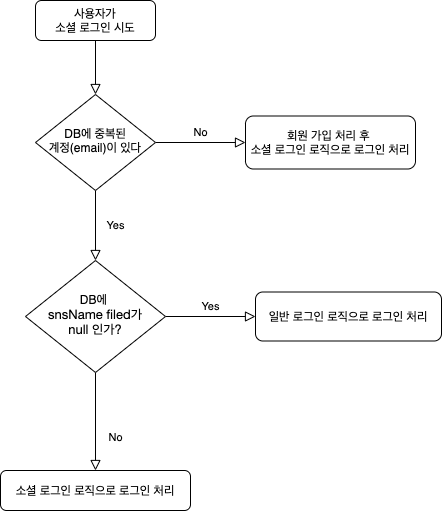 사용자가
소셜 로그인 시도
DB에 중복된
계정(email)이 있다
No
회원 가입 처리 후
소셜 로그인 로직으로 로그인 처리
Yes
DB에
snsName filed가
null 인가?
Yes
일반 로그인 로직으로 로그인 처리
No
소셜 로그인 로직으로 로그인 처리